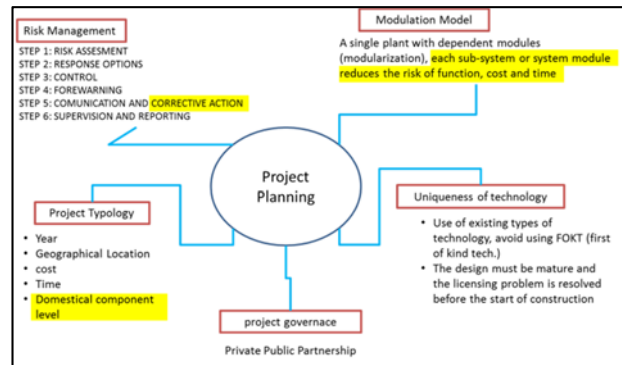 Risk Management
STEP 1: RISK ASSESMENT
STEP 2: RESPONSE OPTIONS
STEP 3: CONTROL
STEP 4: FOREWARNING
STEP 5: COMUNICATION AND CORRECTIVE ACTION
STEP 6: SUPERVISION AND REPORTING
Modulation Model
A single plant with dependent modules
(modularization), each sub-system or system module
reduces the risk of function, cost and time
Project
Planning
Project Typology
• Year
• Geographical Location
• cost
• Time
• Domestical component
level
Uniqueness of technology
• Use of existing types of
technology, avoid using FOKT (first
of kind tech.)
• The design must be mature and
the licensing problem is resolved
before the start of construction
project governace
Private Public Partnership